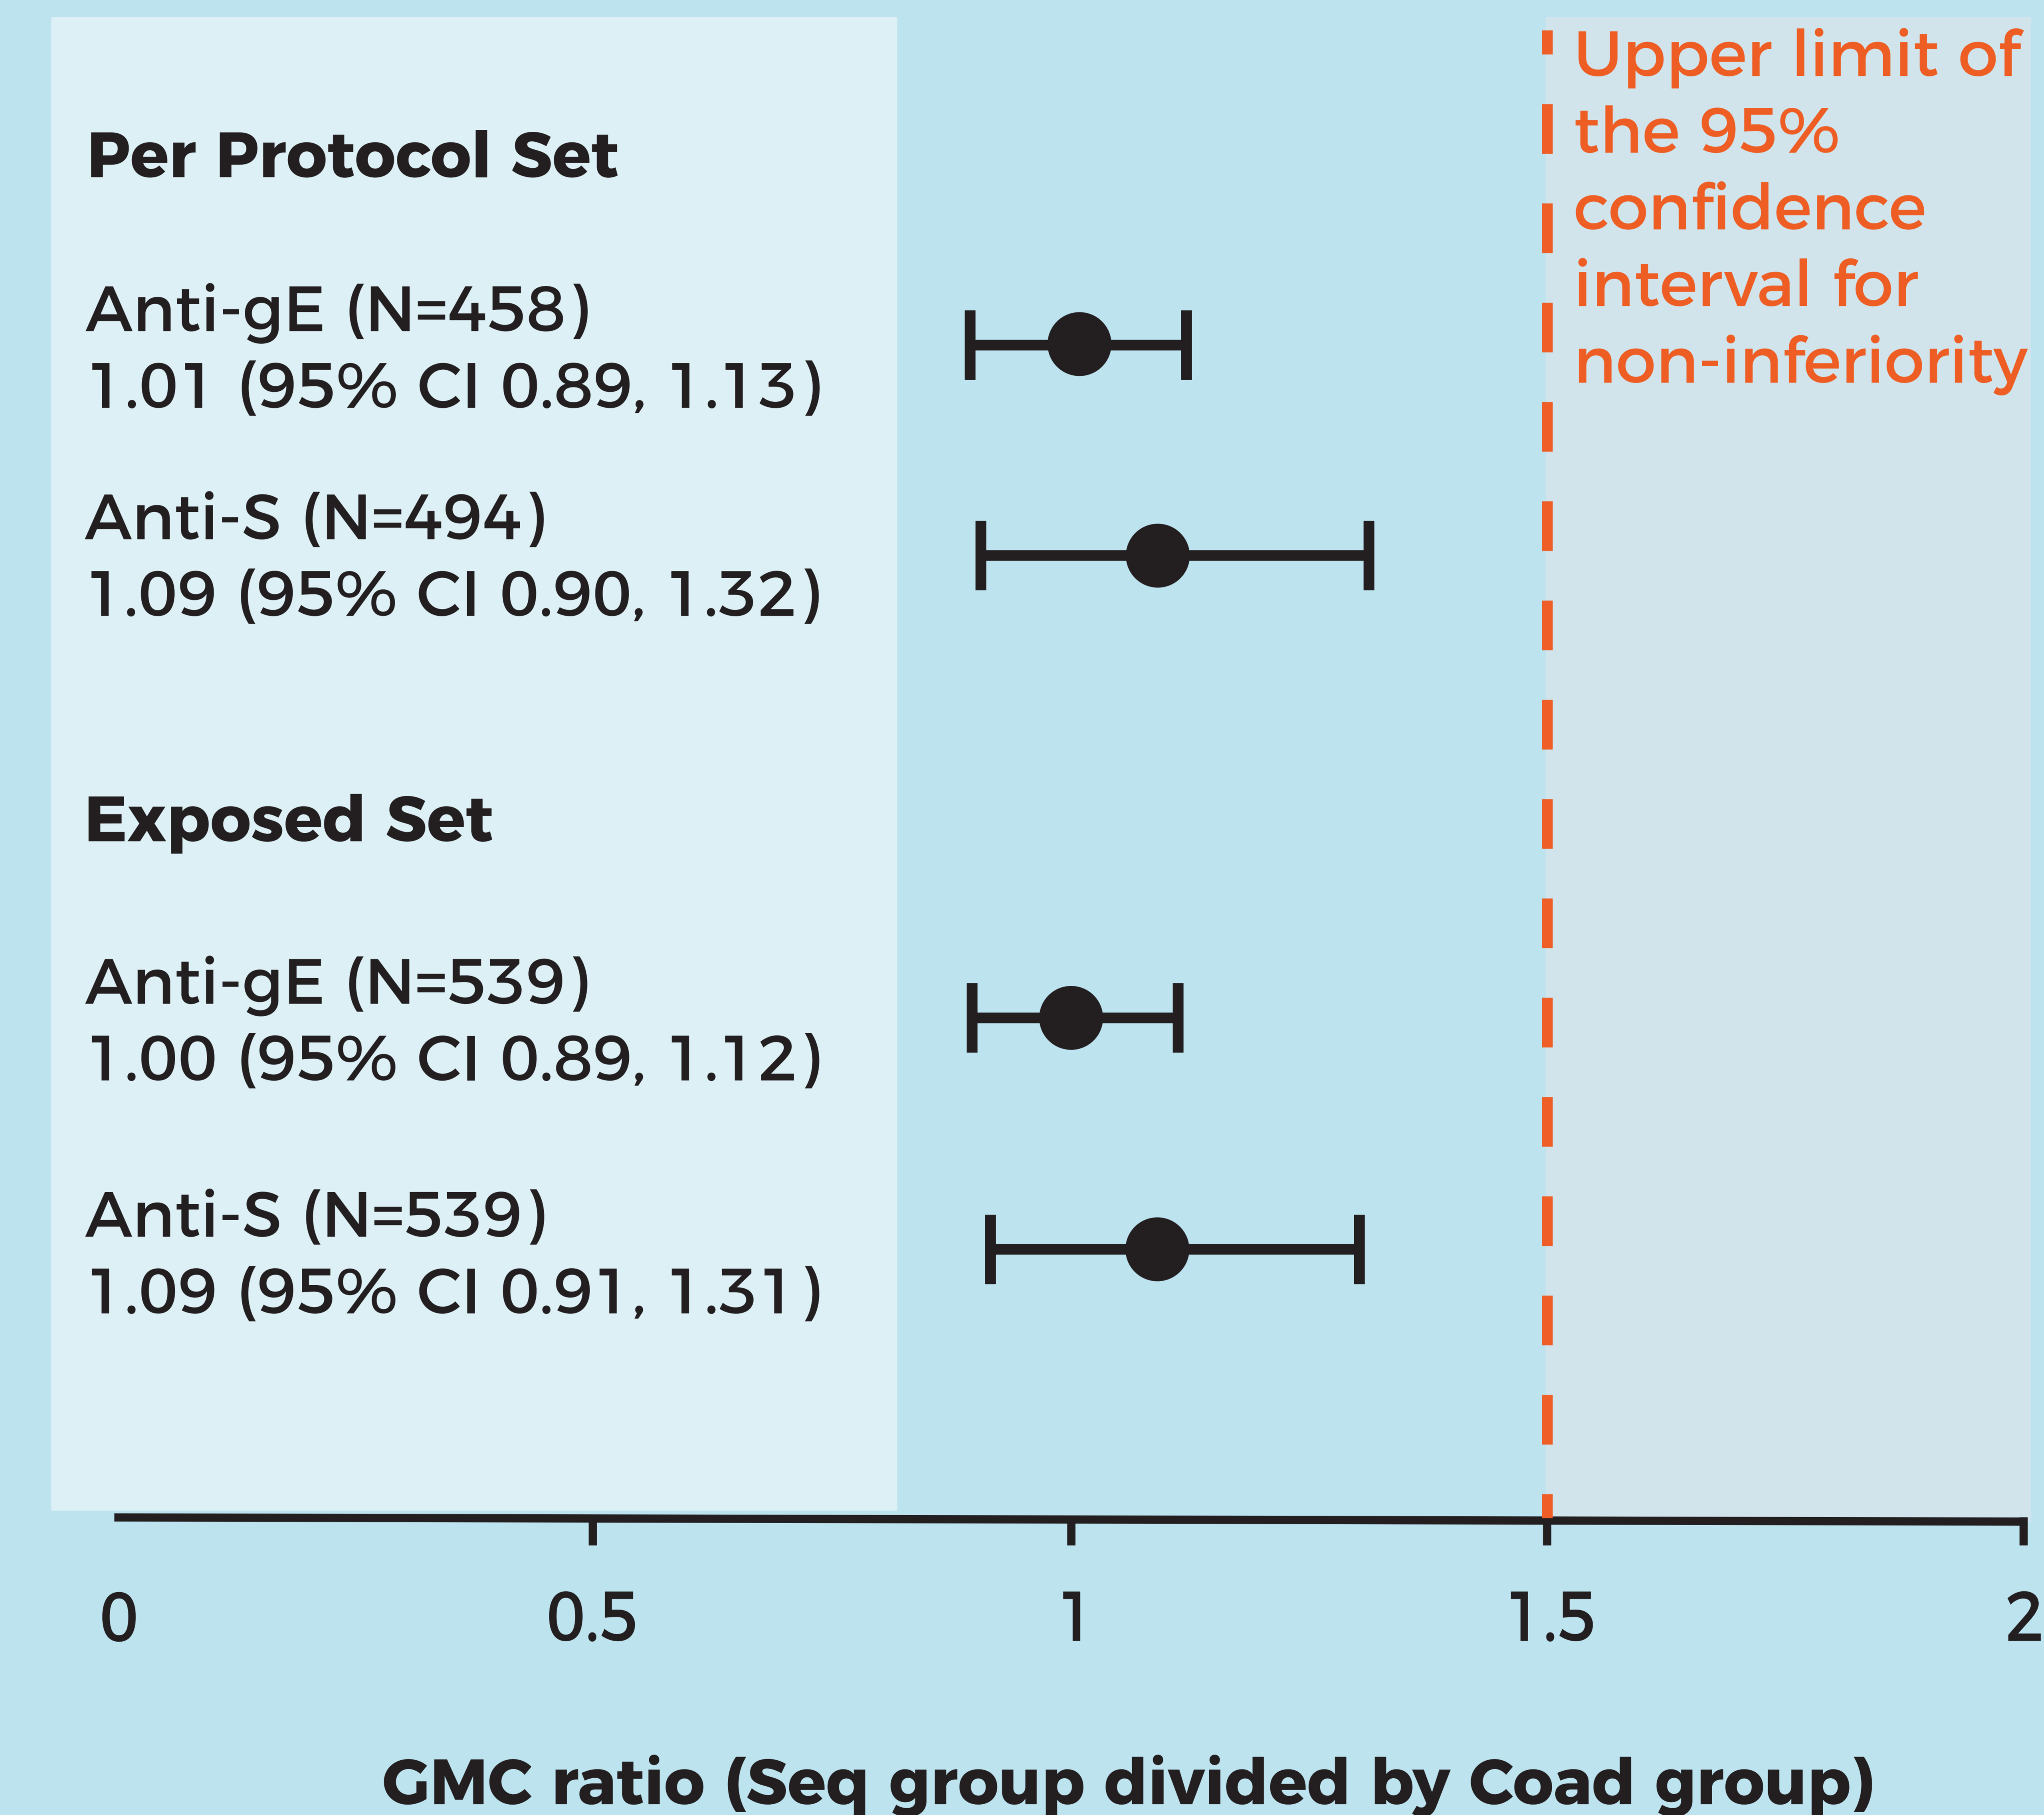 Upper limit of
the 95%
confidence
interval for
non-inferiority
Per Protocol Set
Anti-gE (N=458)
1.01 (95% CI 0.89, 1.13)
Anti-S (N=494)
1.09 (95% CI 0.90, 1.32)
Exposed Set
Anti-gE (N=539)
1.00 (95% CI 0.89, 1.12)
Anti-S (N=539)
1.09 (95% CI 0.91, 1.31)
0 0.5 1 1.5 2
GMC ratio (Seq group divided by Coad group)